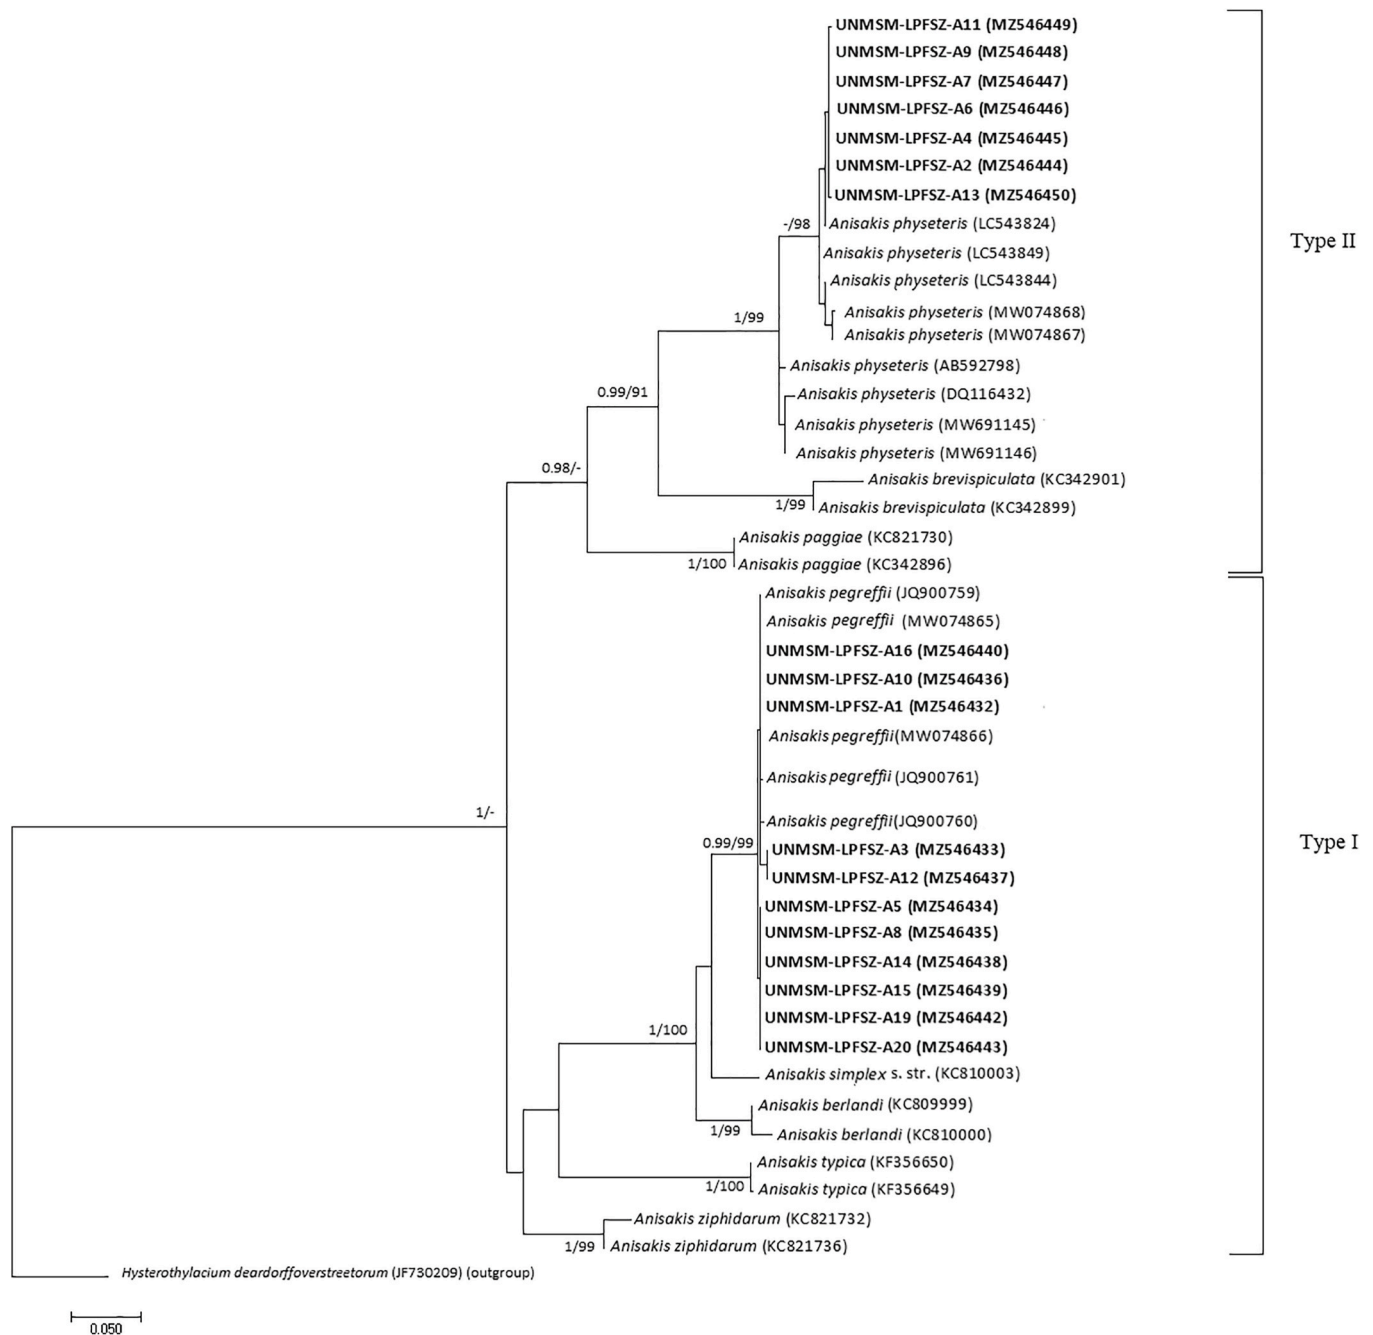 UNMSM-LPFSZ-A11 (MZ546449)
UNMSM-LPFSZ-A9 (MZ546448)
UNMSM-LPFSZ-A7 (MZ546447)
UNMSM-LPFSZ-A6 (MZ546446)
UNMSM-LPFSZ-A4 (MZ546445)
UNMSM-LPFSZ-A2 (MZ546444)
UNMSM-LPFSZ-A13 (MZ546450)
-/98
Anisakis physeteris (LC543824)
Type II
Anisakis physeteris (LC543849)
Anisakis physeteris (LC543844)
Anisakis physeteris (MW074868)
1/99
Anisakis physeteris (MW074867)
Anisakis physeteris (AB592798)
0.99/91
Anisakis physeteris (DQ116432)
Anisakis physeteris (MW691145)
Anisakis physeteris (MW691146)
0.98/-
Anisakis brevispiculata (KC342901)
1/99
Anisakis brevispiculata (KC342899)
Anisakis paggiae (KC821730)
1/100
Anisakis paggiae (KC342896)
Anisakis pegreffii (JQ900759)
Anisakis pegreffii (MW074865)
UNMSM-LPFSZ-A16 (MZ546440)
UNMSM-LPFSZ-A10 (MZ546436)
UNMSM-LPFSZ-A1 (MZ546432)
Anisakis pegreffii(MW074866)
Anisakis pegreffii (JQ900761)
1/-
Anisakis pegreffii(JQ900760)
0.99/99
Type I
UNMSM-LPFSZ-A3 (MZ546433)
UNMSM-LPFSZ-A12 (MZ546437)
UNMSM-LPFSZ-A5 (MZ546434)
UNMSM-LPFSZ-A8 (MZ546435)
UNMSM-LPFSZ-A14 (MZ546438)
UNMSM-LPFSZ-A15 (MZ546439)
UNMSM-LPFSZ-A19 (MZ546442)
1/100
UNMSM-LPFSZ-A20 (MZ546443)
Anisakis simplex s. str. (KC810003)
Anisakis berlandi (KC809999)
1/99
Anisakis berlandi (KC810000)
Anisakis typica (KF356650)
1/100
Anisakis typica (KF356649)
Anisakis ziphidarum (KC821732)
1/99
Anisakis ziphidarum (KC821736)
Hysterothylacium deardorffoverstreetorum (JF730209) (outgroup)
0.050